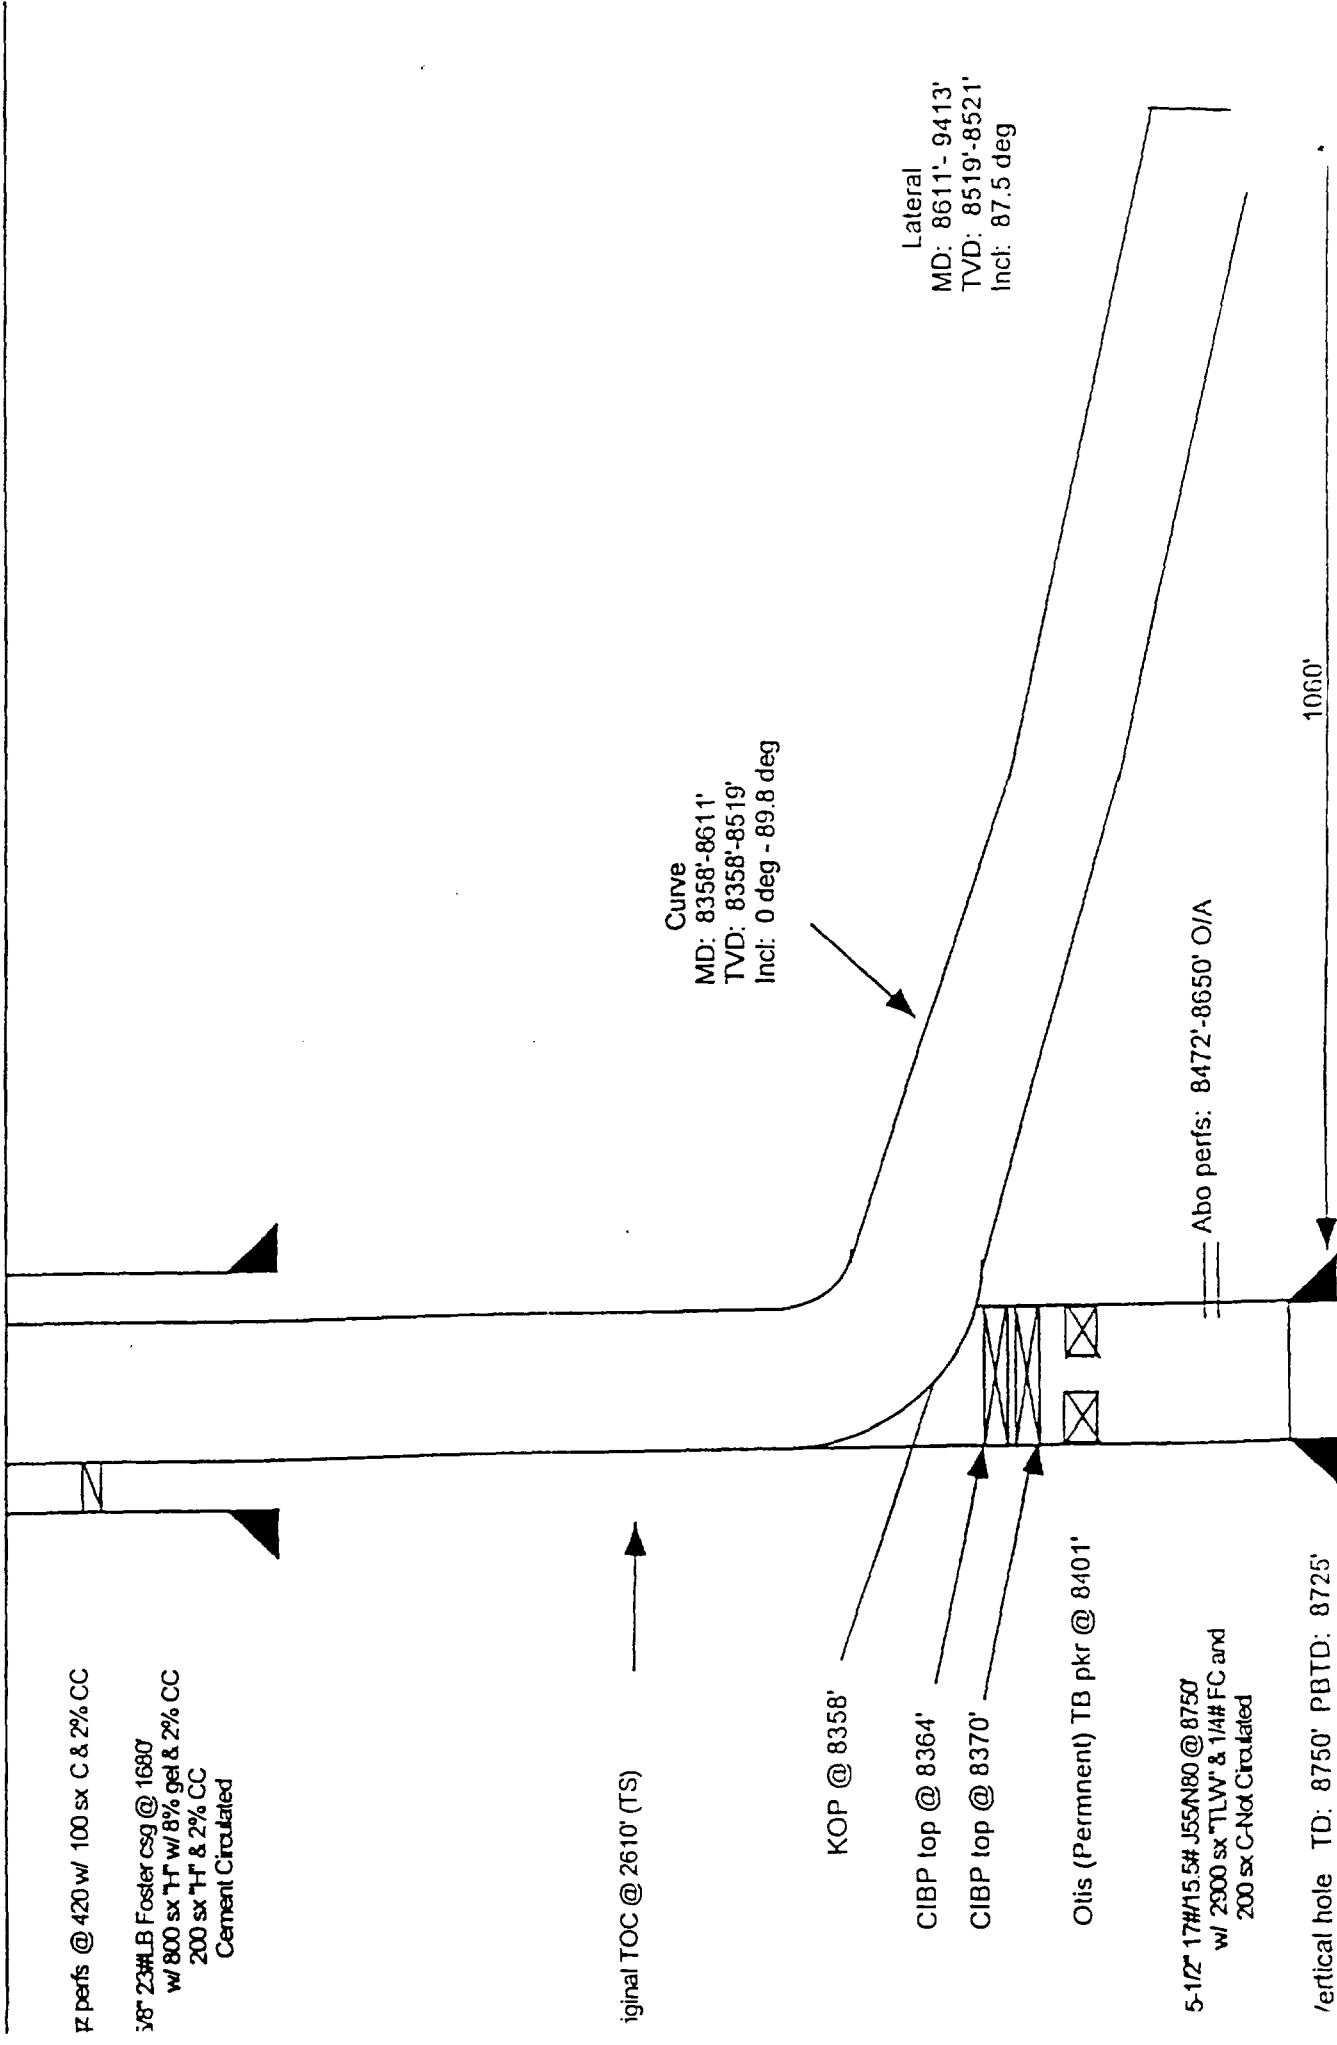 perfs @ 420 w/ 100 sx C & 2% CC
5/8" 23#LB Foster csg @ 1680'
w/ 800 sx "H" w/ 8% gel & 2% CC
200 sx "H" & 2% CC
Cement Circulated
iginal TOC @ 2610' (TS)
KOP @ 8358'
CIBP top @ 8364'
CIBP top @ 8370'
Otis (Permnent) TB pkr @ 8401'
5-1/2" 17#/15.5# J55/N80 @ 8750'
w/ 2900 sx "TLW" & 1/4# FC and
200 sx C-Not Circulated
Vertical hole TD: 8750' PBTD: 8725'
Curve
MD: 8358'-8611'
TVD: 8358'-8519'
Incl: 0 deg - 89.8 deg
Abo perfs: 8472'-8650' O/A
Lateral
MD: 8611'- 9413'
TVD: 8519'-8521'
Incl: 87.5 deg
1060'